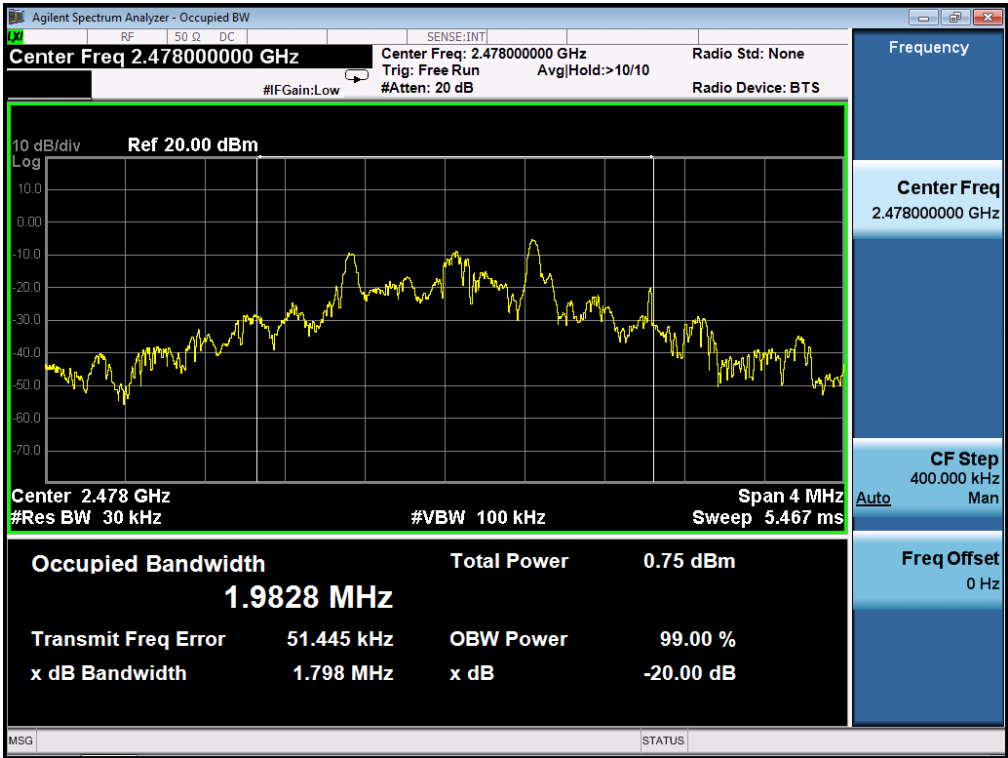 Agilent Spectrum Analyzer - Occupied BW
LXI RF 50 Ω DC SENSE:INT
Center Freq 2.478000000 GHz
#IFGain:Low
Center Freq: 2.478000000 GHz
Trig: Free Run Avg|Hold:>10/10
#Atten: 20 dB
Radio Std: None
Radio Device: BTS
10 dB/div Ref 20.00 dBm
Log
10.0
0.00
-10.0
-20.0
-30.0
-40.0
-50.0
-60.0
-70.0
Center 2.478 GHz Span 4 MHz
#Res BW 30 kHz #VBW 100 kHz Sweep 5.467 ms
Occupied Bandwidth Total Power 0.75 dBm
1.9828 MHz
Transmit Freq Error 51.445 kHz OBW Power 99.00 %
x dB Bandwidth 1.798 MHz x dB -20.00 dB
MSG STATUS
Frequency
Center Freq
2.478000000 GHz
CF Step
400.000 kHz
Auto Man
Freq Offset
0 Hz